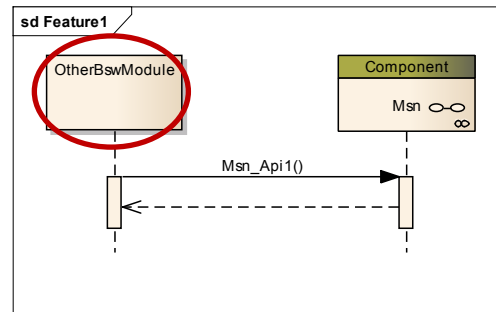 sd Feature1
OtherBswModule
Component
Msn
Msn_Api1()